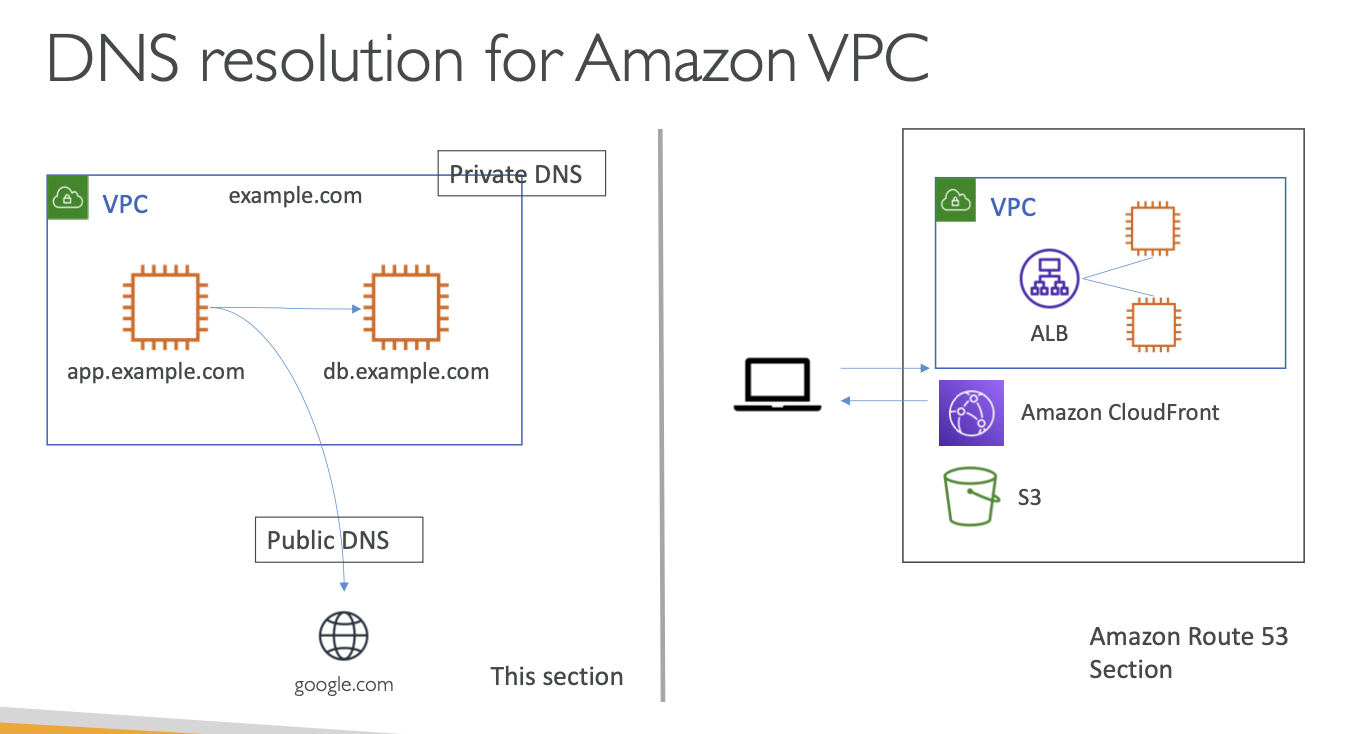 DNS resolution for Amazon VPC
Private DNS
VPC
example.com
app.example.com
db.example.com
Public DNS
google.com
This section
VPC
ALB
Amazon CloudFront
S3
Amazon Route 53
Section